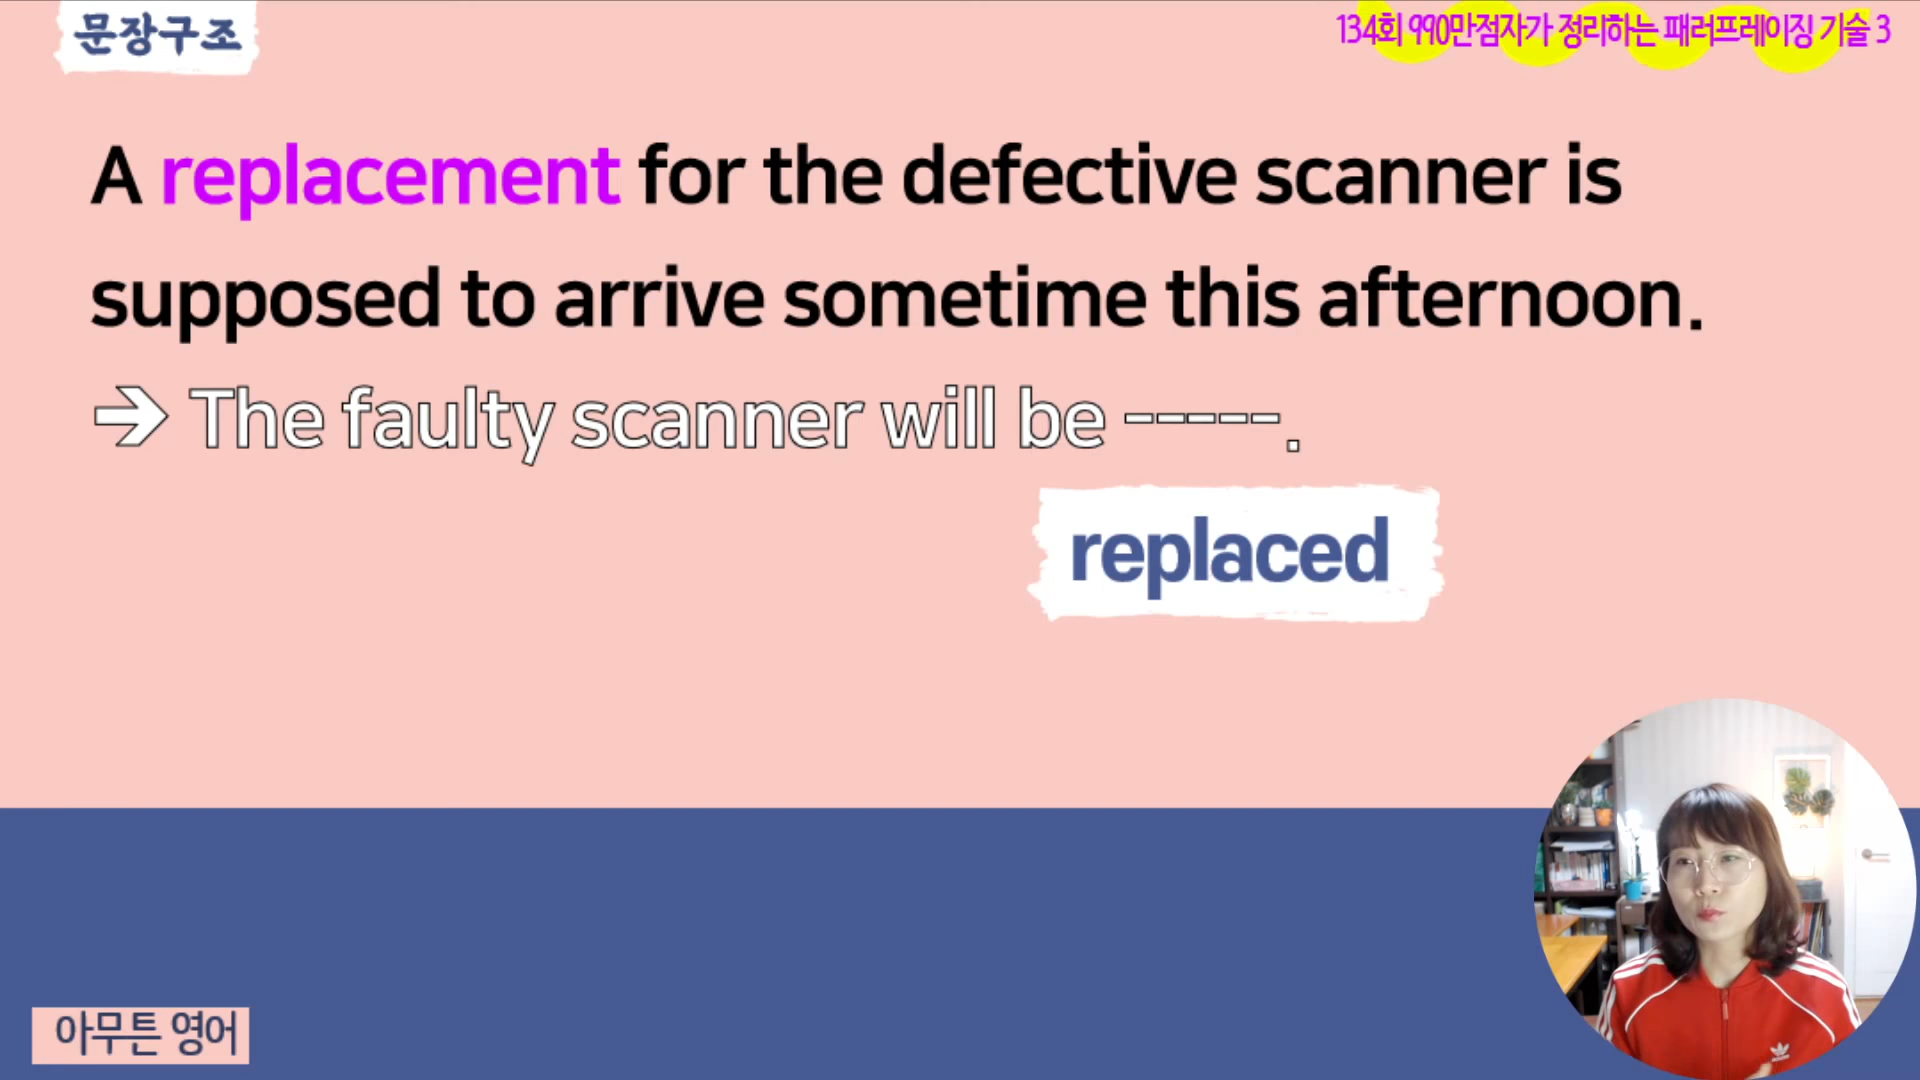 문장구조
134회 990만점자가 정리하는 패러프레이징 기술 3
A replacement for the defective scanner is
supposed to arrive sometime this afternoon.
➔ The faulty scanner will be -----.
replaced
아무튼 영어